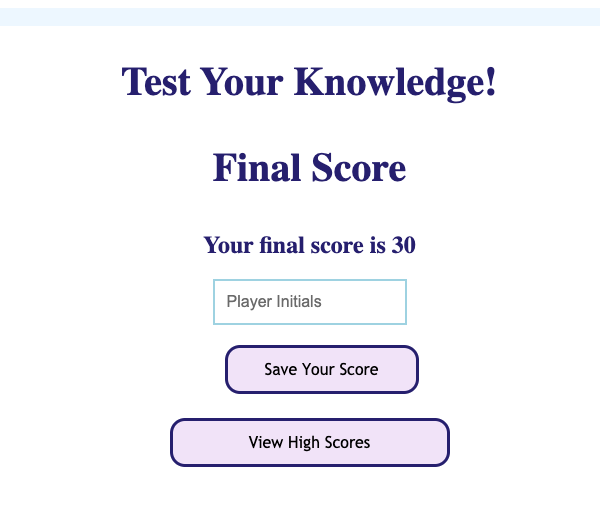 Test Your Knowledge!
Final Score
Your final score is 30
Player Initials
Save Your Score
View High Scores